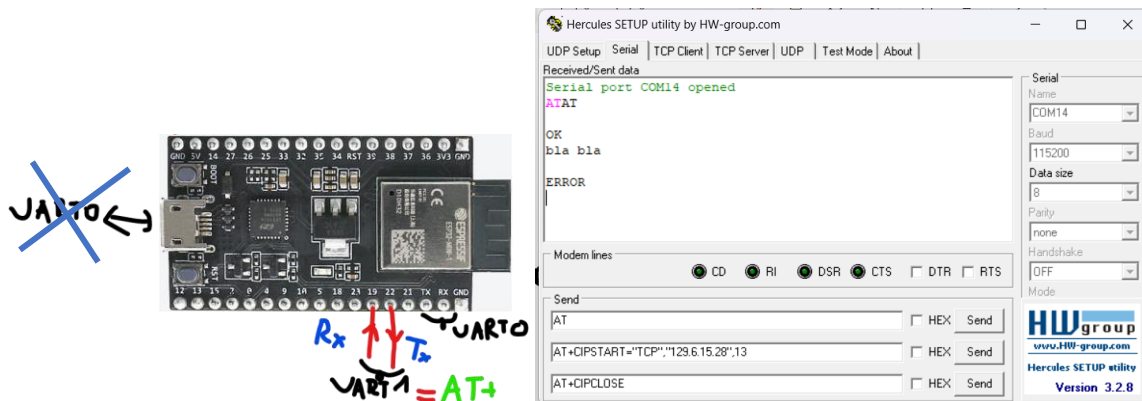 UART0
GND 5V 14 27 26 25 33 32 35 34 RST 39 38 37 36 3V3 GND
BOOT
ESPRESSIF
RST
12 13 15 2 0 4 9 10 5 18 23 19 22 21 TX RX GND
Rx
Tx
UART0
UART1 = AT+
Hercules SETUP utility by HW-group.com
UDP Setup Serial TCP Client TCP Server UDP Test Mode About
Received/Sent data
Serial port COM14 opened
ATAT
OK
bla bla
ERROR
Modem lines
CD RI DSR CTS DTR RTS
Send
AT HEX Send
AT+CIPSTART="TCP","129.6.15.28",13 HEX Send
AT+CIPCLOSE HEX Send
Serial
Name
COM14
Baud
115200
Data size
8
Parity
none
Handshake
OFF
Mode
HWgroup
www.HW-group.com
Hercules SETUP utility
Version 3.2.8